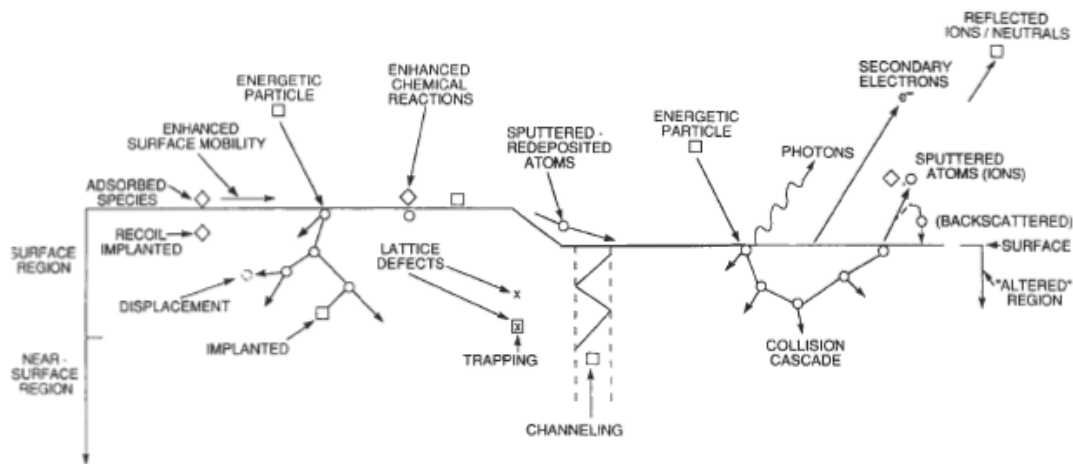 REFLECTED
IONS / NEUTRALS
SECONDARY
ELECTRONS
e−
ENHANCED
CHEMICAL
REACTIONS
ENERGETIC
PARTICLE
ENERGETIC
PARTICLE
ENHANCED
SURFACE MOBILITY
SPUTTERED -
REDEPOSITED
ATOMS
PHOTONS
SPUTTERED
ATOMS (IONS)
ADSORBED
SPECIES
(BACKSCATTERED)
RECOIL
IMPLANTED
SURFACE
SURFACE
REGION
LATTICE
DEFECTS
"ALTERED"
REGION
x
DISPLACEMENT
x
IMPLANTED
TRAPPING
COLLISION
CASCADE
NEAR -
SURFACE
REGION
CHANNELING